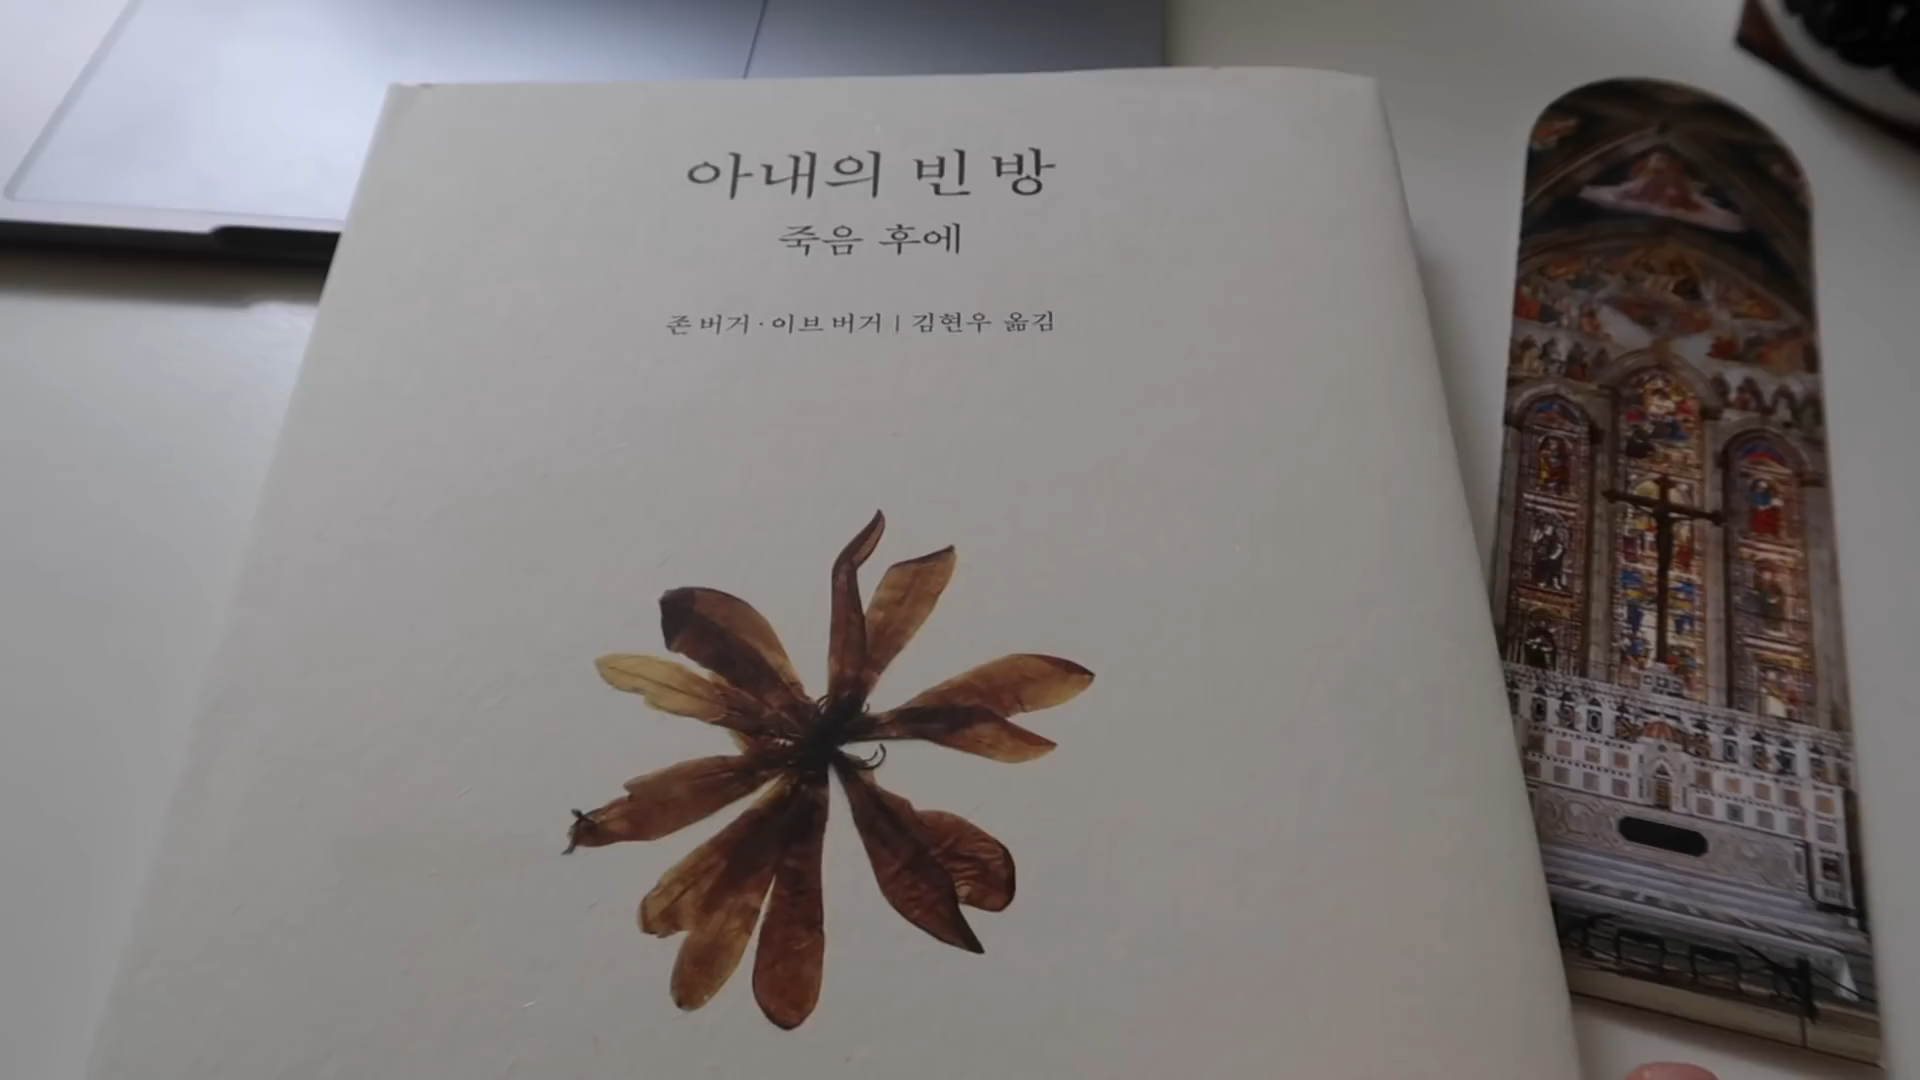 아내의 빈 방
죽음 후에
존 버거·이브 버거 | 김현우 옮김